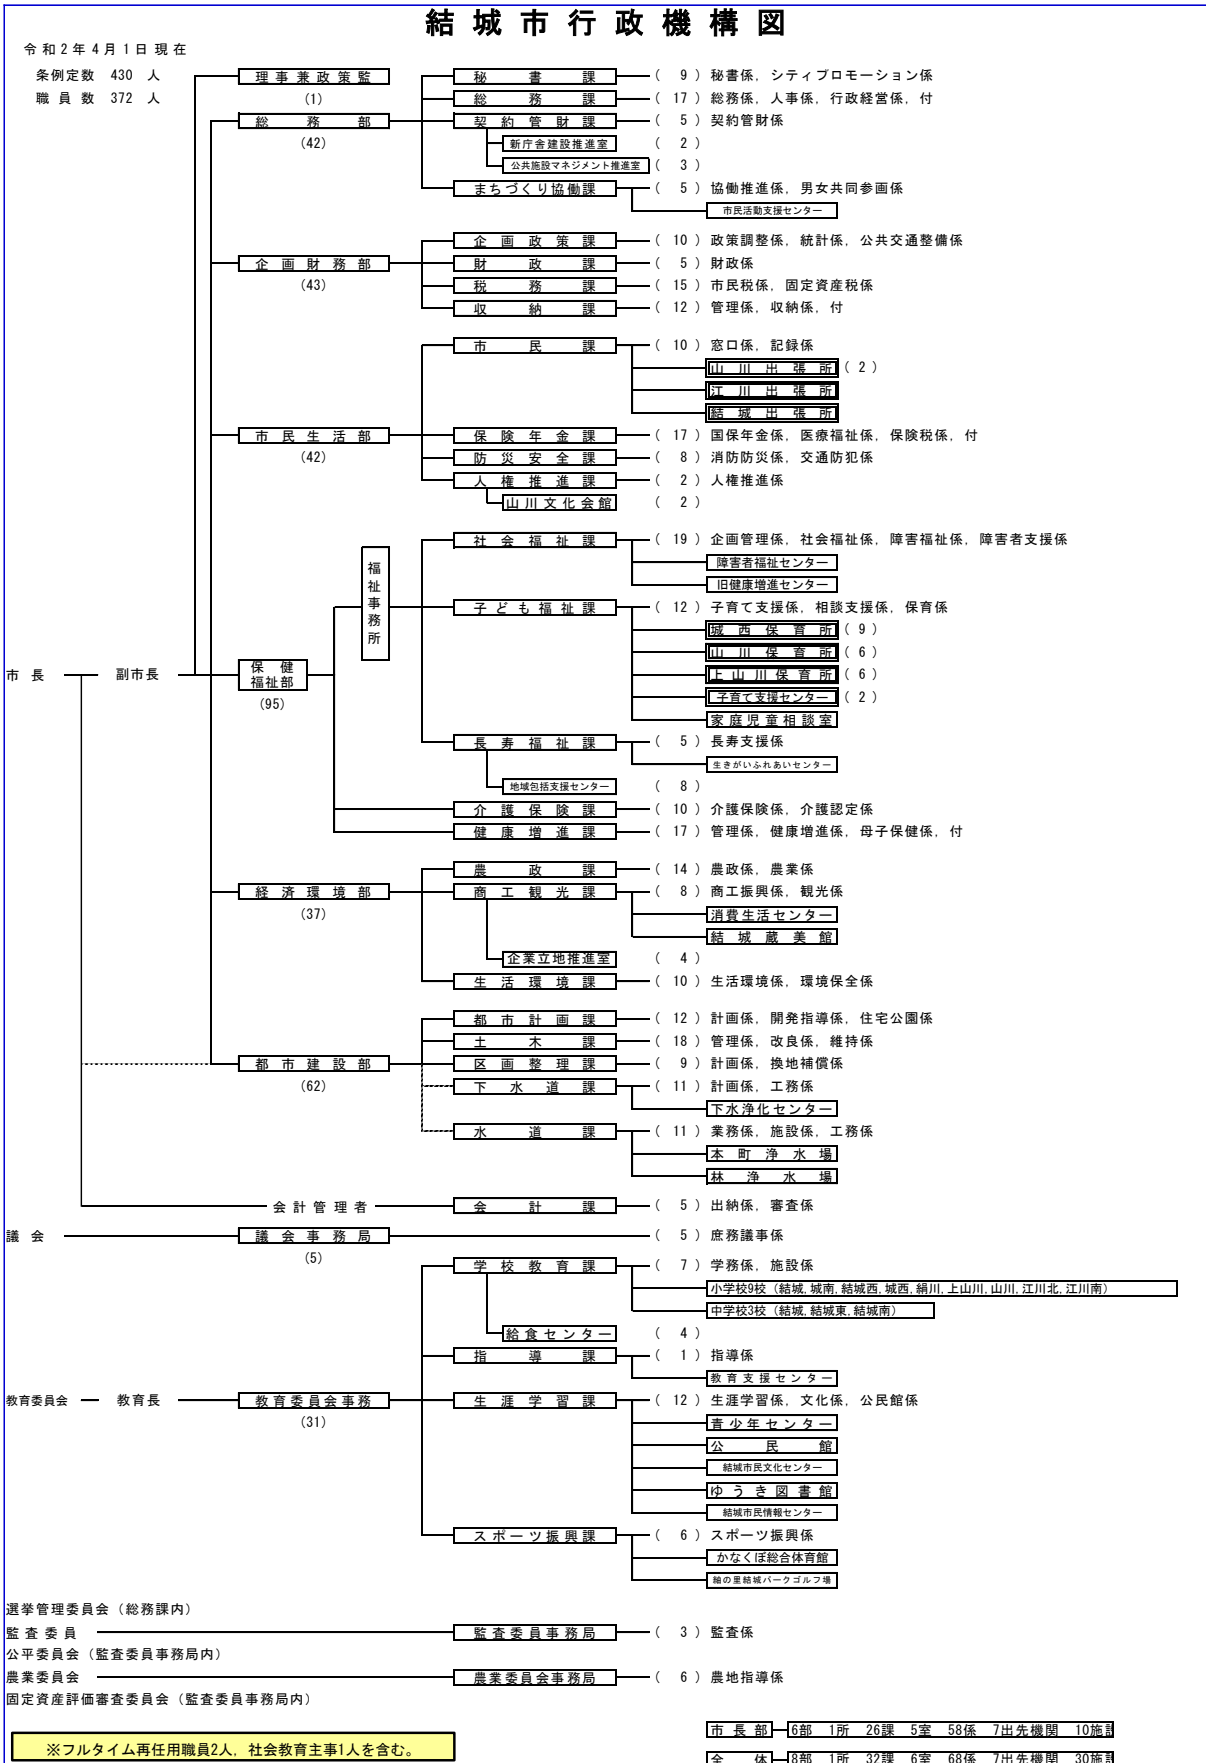 結城市行政機構図
令和2年4月1日現在
条例定数 430 人
職員数 372 人
理事兼政策監
(1)
秘書課 ( 9 ) 秘書係, シティプロモーション係
総務課 ( 17 ) 総務係, 人事係, 行政経営係, 付
総務部
(42)
契約管財課 ( 5 ) 契約管財係
新庁舎建設推進室 ( 2 )
公共施設マネジメント推進室 ( 3 )
まちづくり協働課 ( 5 ) 協働推進係, 男女共同参画係
市民活動支援センター
企画政策課 ( 10 ) 政策調整係, 統計係, 公共交通整備係
企画財務部
(43)
財政課 ( 5 ) 財政係
税務課 ( 15 ) 市民税係, 固定資産税係
収納課 ( 12 ) 管理係, 収納係, 付
市民課 ( 10 ) 窓口係, 記録係
山川出張所 ( 2 )
江川出張所
結城出張所
市民生活部
(42)
保険年金課 ( 17 ) 国保年金係, 医療福祉係, 保険税係, 付
防災安全課 ( 8 ) 消防防災係, 交通防犯係
人権推進課 ( 2 ) 人権推進係
山川文化会館 ( 2 )
社会福祉課 ( 19 ) 企画管理係, 社会福祉係, 障害福祉係, 障害者支援係
障害者福祉センター
旧健康増進センター
福祉事務所
子ども福祉課 ( 12 ) 子育て支援係, 相談支援係, 保育係
城西保育所 ( 9 )
山川保育所 ( 6 )
上山川保育所 ( 6 )
子育て支援センター ( 2 )
家庭児童相談室
市長 副市長
保健
福祉部
(95)
長寿福祉課 ( 5 ) 長寿支援係
生きがいふれあいセンター
地域包括支援センター ( 8 )
介護保険課 ( 10 ) 介護保険係, 介護認定係
健康増進課 ( 17 ) 管理係, 健康増進係, 母子保健係, 付
農政課 ( 14 ) 農政係, 農業係
経済環境部
(37)
商工観光課 ( 8 ) 商工振興係, 観光係
消費生活センター
結城蔵美館
企業立地推進室 ( 4 )
生活環境課 ( 10 ) 生活環境係, 環境保全係
都市計画課 ( 12 ) 計画係, 開発指導係, 住宅公園係
土木課 ( 18 ) 管理係, 改良係, 維持係
都市建設部
(62)
区画整理課 ( 9 ) 計画係, 換地補償係
下水道課 ( 11 ) 計画係, 工務係
下水浄化センター
水道課 ( 11 ) 業務係, 施設係, 工務係
本町浄水場
林浄水場
会計管理者 会計課 ( 5 ) 出納係, 審査係
議会 議会事務局 ( 5 ) 庶務議事係
(5)
学校教育課 ( 7 ) 学務係, 施設係
小学校9校（結城, 城南, 結城西, 城西, 絹川, 上山川, 山川, 江川北, 江川南）
中学校3校（結城, 結城東, 結城南）
給食センター ( 4 )
指導課 ( 1 ) 指導係
教育支援センター
教育委員会 教育長 教育委員会事務
(31)
生涯学習課 ( 12 ) 生涯学習係, 文化係, 公民館係
青少年センター
公民館
結城市民文化センター
ゆうき図書館
結城市民情報センター
スポーツ振興課 ( 6 ) スポーツ振興係
かなくぼ総合体育館
紬の里結城パークゴルフ場
選挙管理委員会（総務課内）
監査委員 監査委員事務局 ( 3 ) 監査係
公平委員会（監査委員事務局内）
農業委員会 農業委員会事務局 ( 6 ) 農地指導係
固定資産評価審査委員会（監査委員事務局内）
市長部 6部 1所 26課 5室 58係 7出先機関 10施設
※フルタイム再任用職員2人, 社会教育主事1人を含む。
全体 8部 1所 32課 6室 68係 7出先機関 30施設